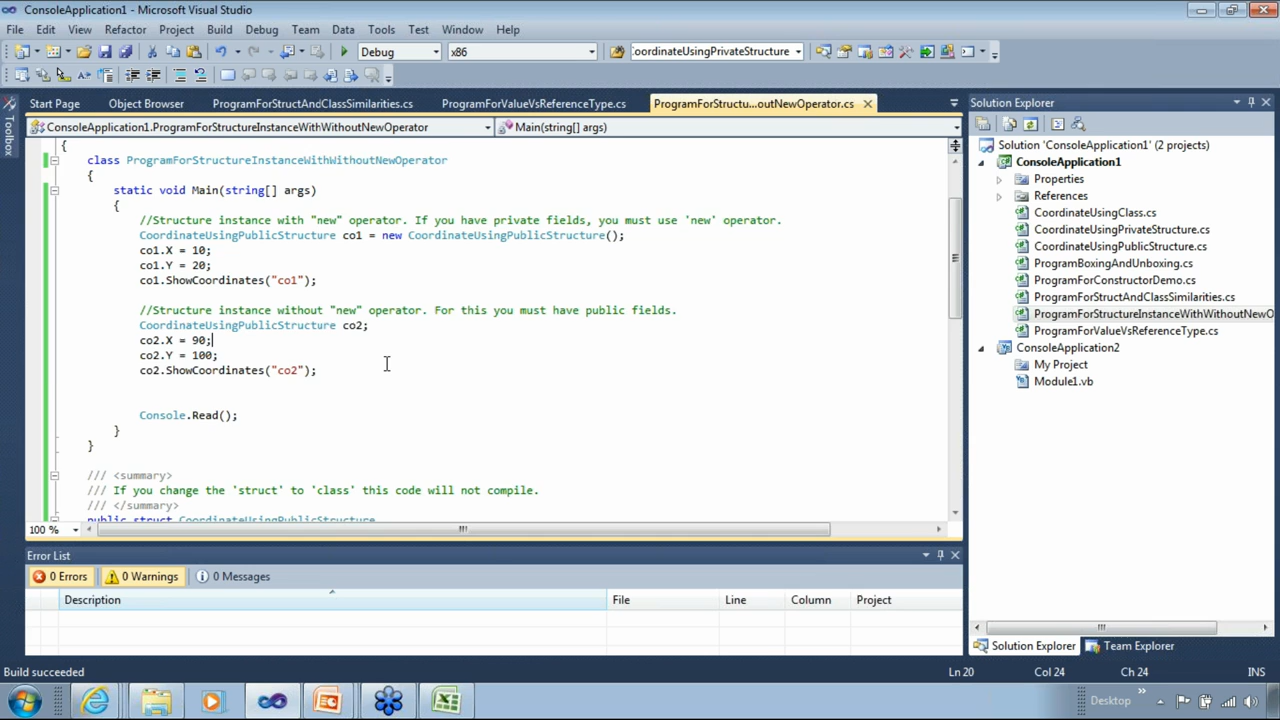 ConsoleApplication1 - Microsoft Visual Studio
File Edit View Refactor Project Build Debug Team Data Tools Test Window Help
Debug x86 :oordinateUsingPrivateStructure
Start Page Object Browser ProgramForStructAndClassSimilarities.cs ProgramForValueVsReferenceType.cs ProgramForStructu...outNewOperator.cs
Toolbox
ConsoleApplication1.ProgramForStructureInstanceWithWithoutNewOperator Main(string[] args)
{
class ProgramForStructureInstanceWithWithoutNewOperator
{
static void Main(string[] args)
{
//Structure instance with "new" operator. If you have private fields, you must use 'new' operator.
CoordinateUsingPublicStructure co1 = new CoordinateUsingPublicStructure();
co1.X = 10;
co1.Y = 20;
co1.ShowCoordinates("co1");
//Structure instance without "new" operator. For this you must have public fields.
CoordinateUsingPublicStructure co2;
co2.X = 90;
co2.Y = 100;
co2.ShowCoordinates("co2");
Console.Read();
}
}
/// <summary>
/// If you change the 'struct' to 'class' this code will not compile.
/// </summary>
public struct CoordinateUsingPublicStructure
100 %
Solution Explorer
Solution 'ConsoleApplication1' (2 projects)
ConsoleApplication1
Properties
References
CoordinateUsingClass.cs
CoordinateUsingPrivateStructure.cs
CoordinateUsingPublicStructure.cs
ProgramBoxingAndUnboxing.cs
ProgramForConstructorDemo.cs
ProgramForStructAndClassSimilarities.cs
ProgramForStructureInstanceWithWithoutNewO
ProgramForValueVsReferenceType.cs
ConsoleApplication2
My Project
Module1.vb
Solution Explorer Team Explorer
Error List
0 Errors 0 Warnings 0 Messages
Description File Line Column Project
Build succeeded Ln 20 Col 24 Ch 24 INS
Desktop